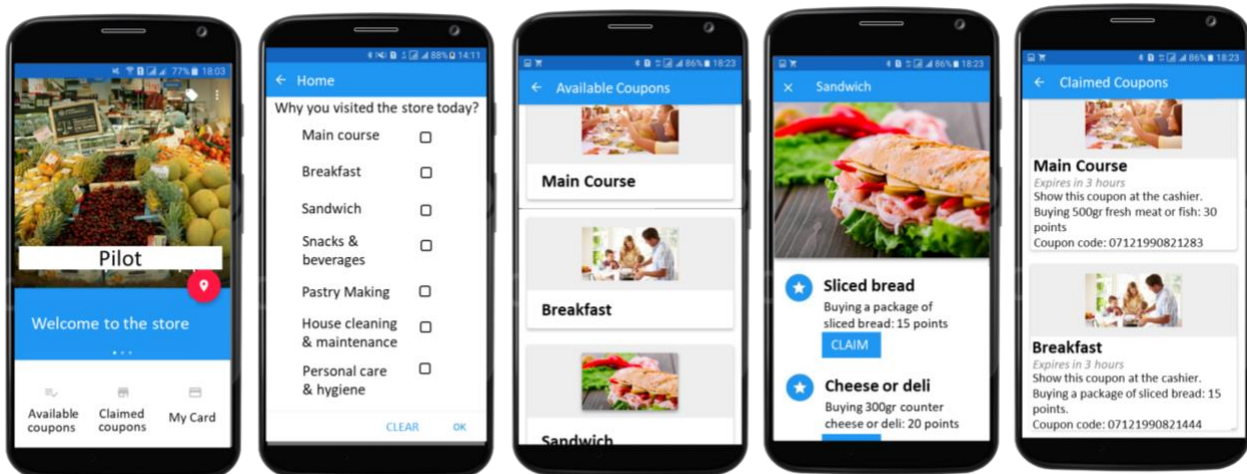 77% 18:03
Pilot
Welcome to the store
Available
coupons
Claimed
coupons
My Card
88% 14:11
Home
Why you visited the store today?
Main course
Breakfast
Sandwich
Snacks &
beverages
Pastry Making
House cleaning
& maintenance
Personal care
& hygiene
CLEAR OK
86% 18:23
Available Coupons
Main Course
Breakfast
Sandwich
86% 18:23
Sandwich
Sliced bread
Buying a package of
sliced bread: 15 points
CLAIM
Cheese or deli
Buying 300gr counter
cheese or deli: 20 points
86% 18:23
Claimed Coupons
Main Course
Expires in 3 hours
Show this coupon at the cashier.
Buying 500gr fresh meat or fish: 30
points
Coupon code: 07121990821283
Breakfast
Expires in 3 hours
Show this coupon at the cashier.
Buying a package of sliced bread: 15
points.
Coupon code: 07121990821444